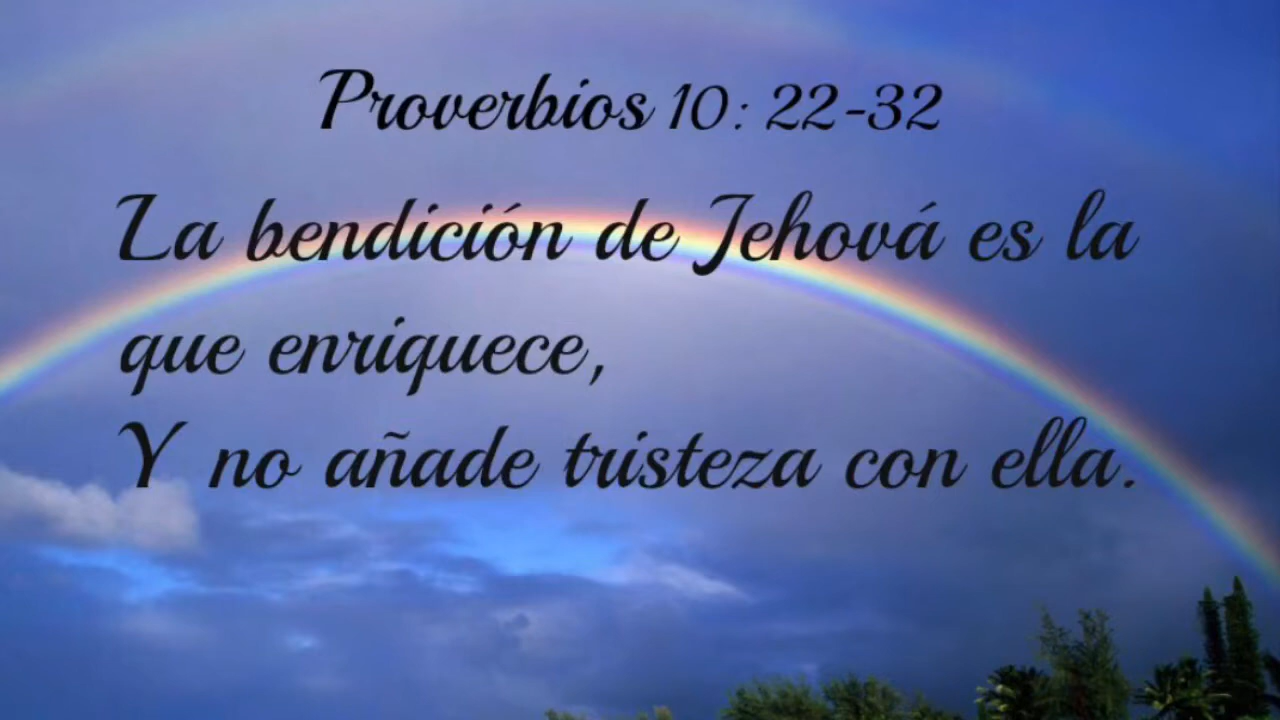 Proverbios 10: 22-32
La bendición de Jehová es la
que enriquece,
Y no añade tristeza con ella.